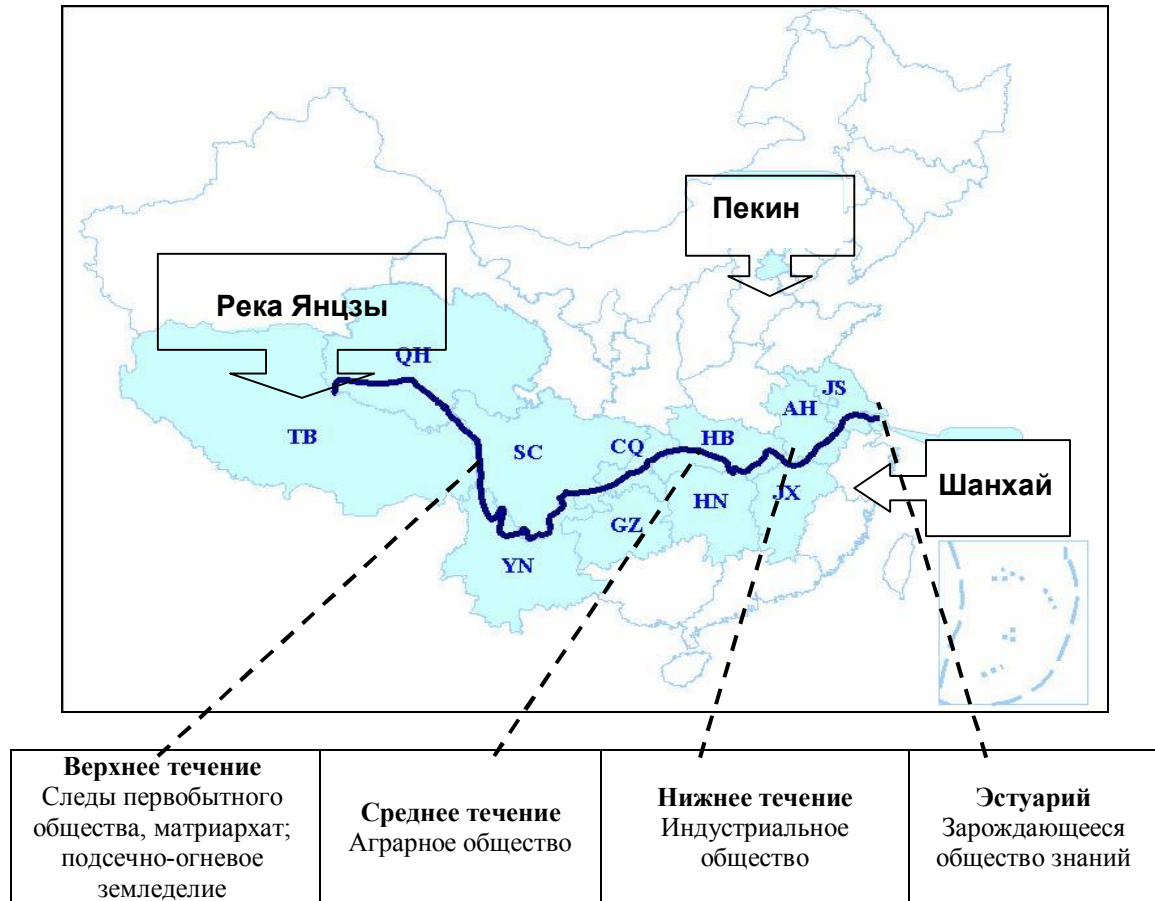 Пекин
Река Янцзы
QH
JS
AH
TB
SC
CQ
HB
Шанхай
HN
JX
GZ
YN
Верхнее течение
Следы первобытного
общества, матриархат;
подсечно-огневое
земледелие
Среднее течение
Аграрное общество
Нижнее течение
Индустриальное
общество
Эстуарий
Зарождающееся
общество знаний